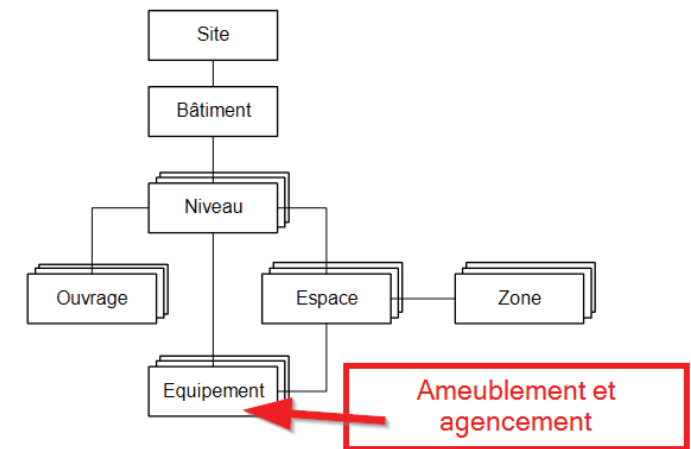 Site
Bâtiment
Niveau
Ouvrage
Espace
Zone
Equipement
Ameublement et
agencement